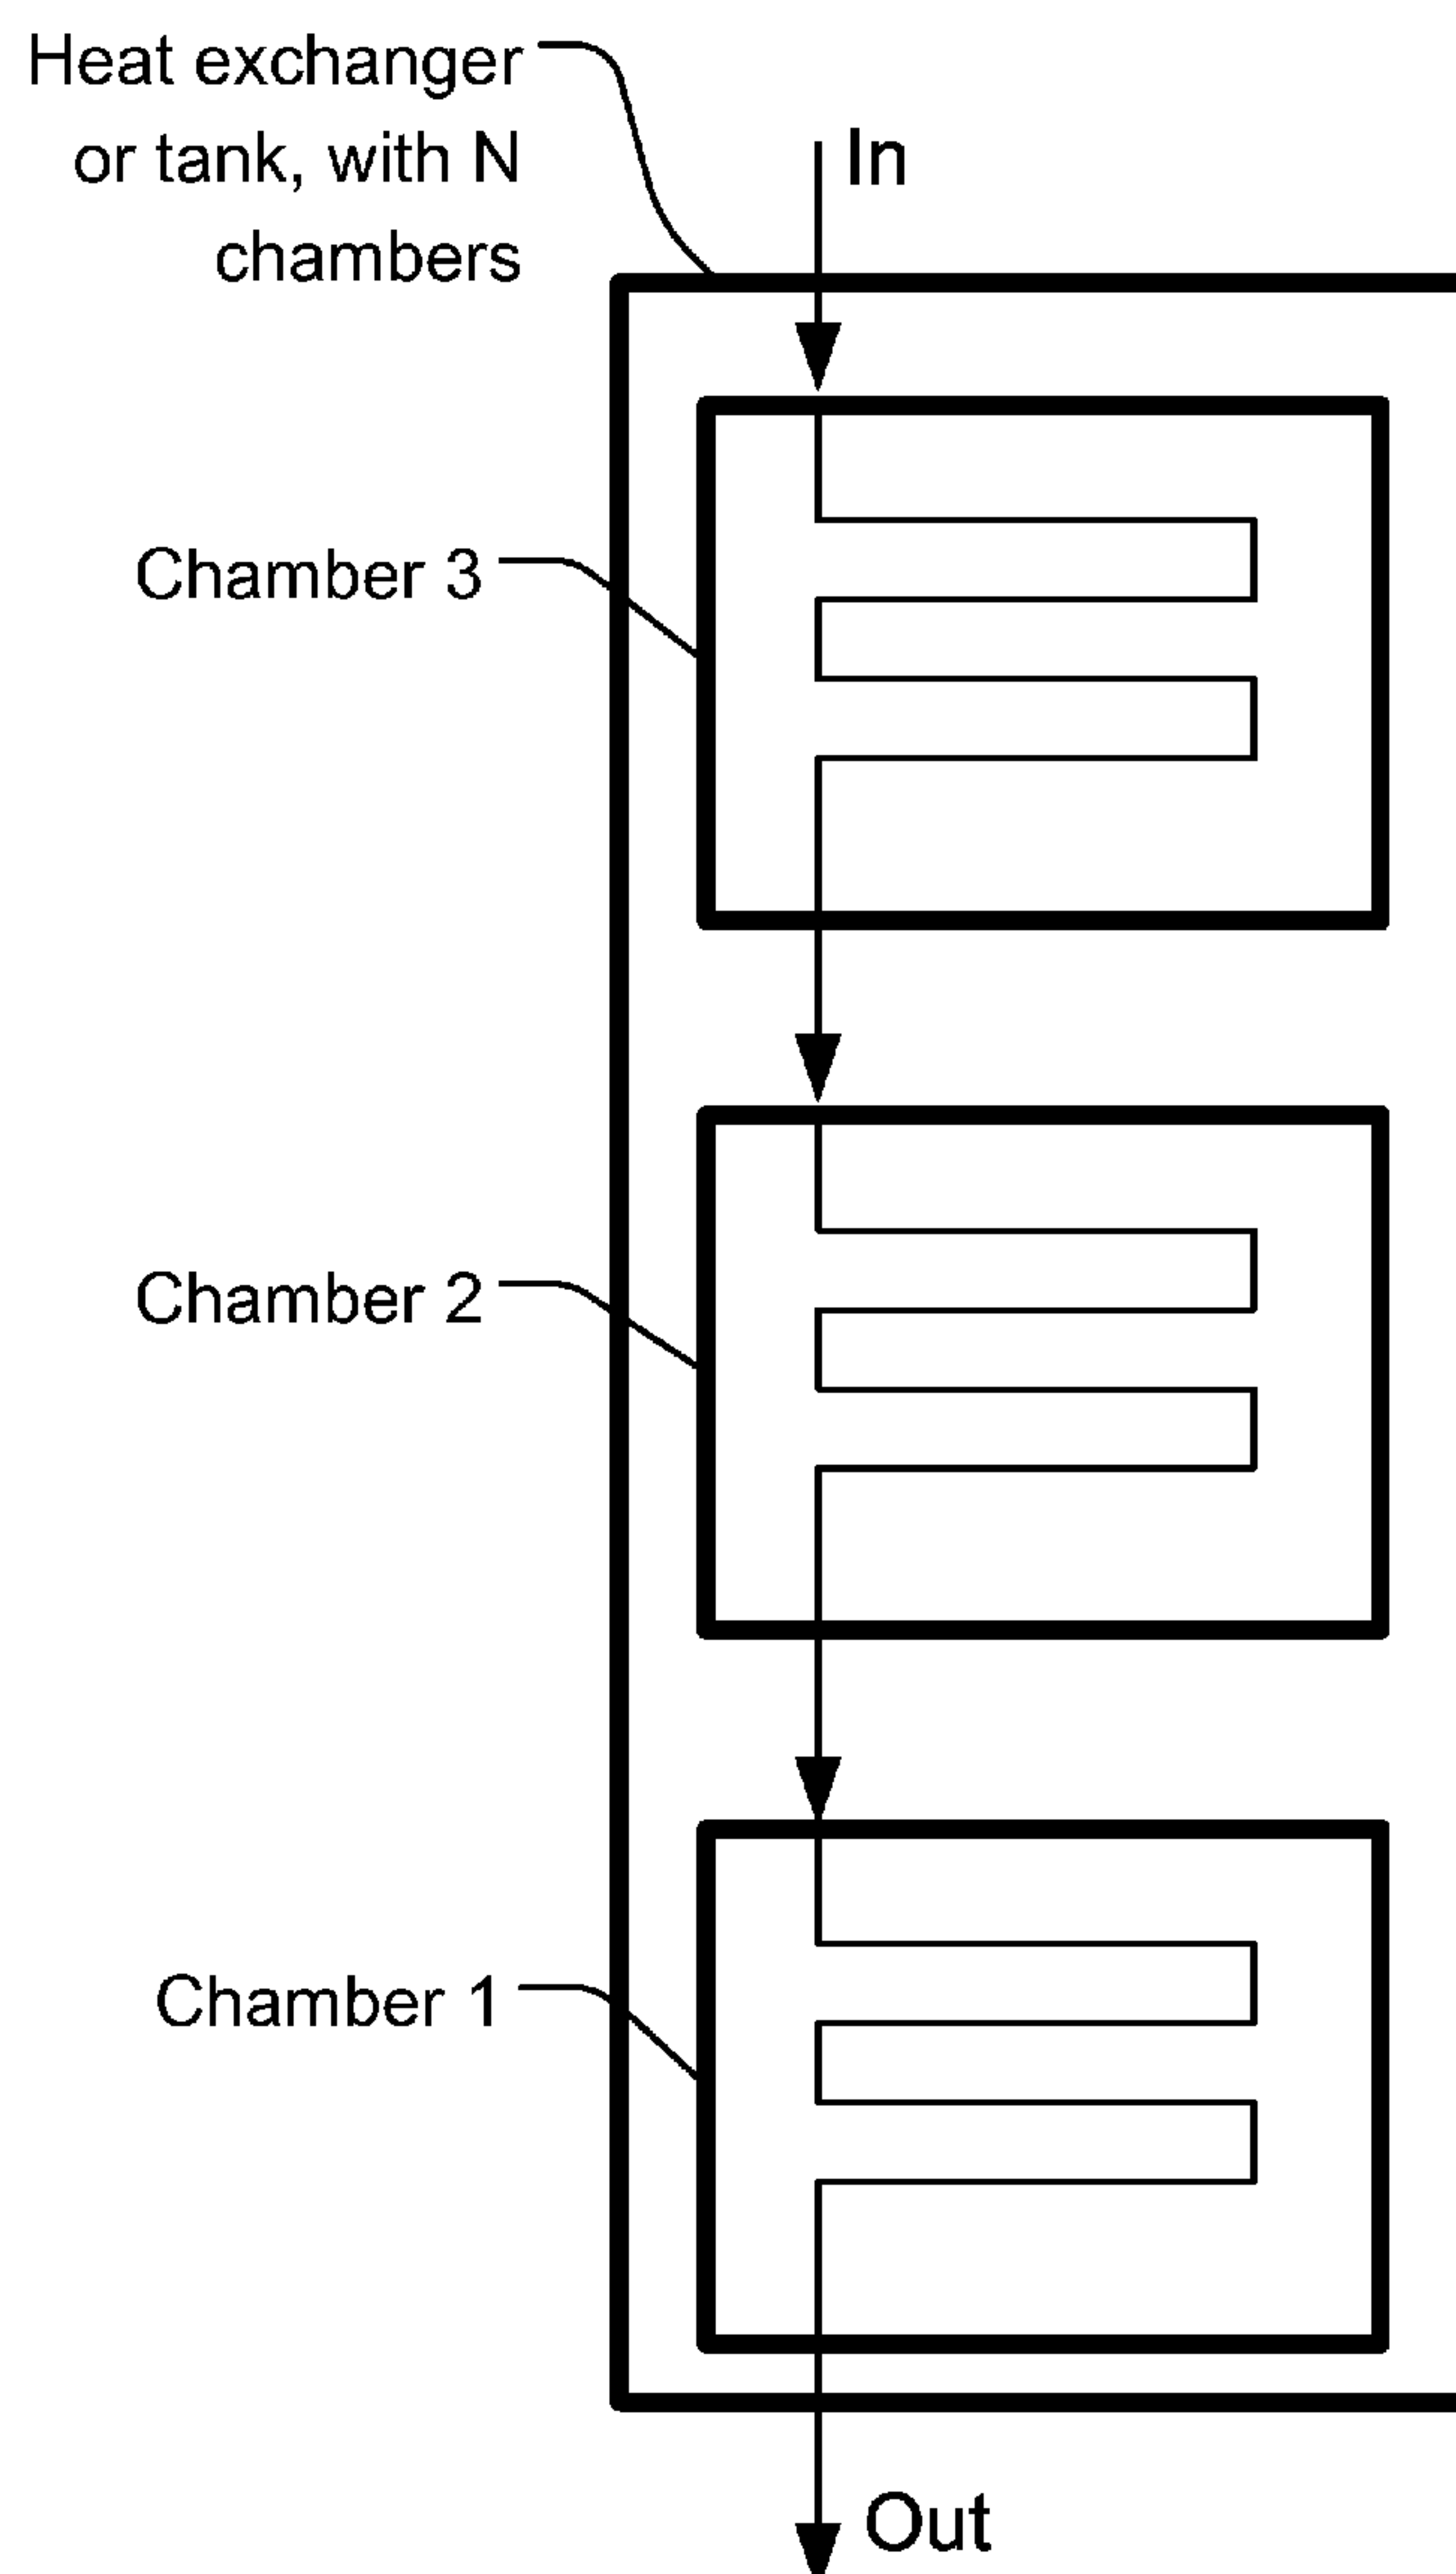 Heat exchanger
or tank, with N
chambers
In
Chamber 3
Chamber 2
Chamber 1
Out